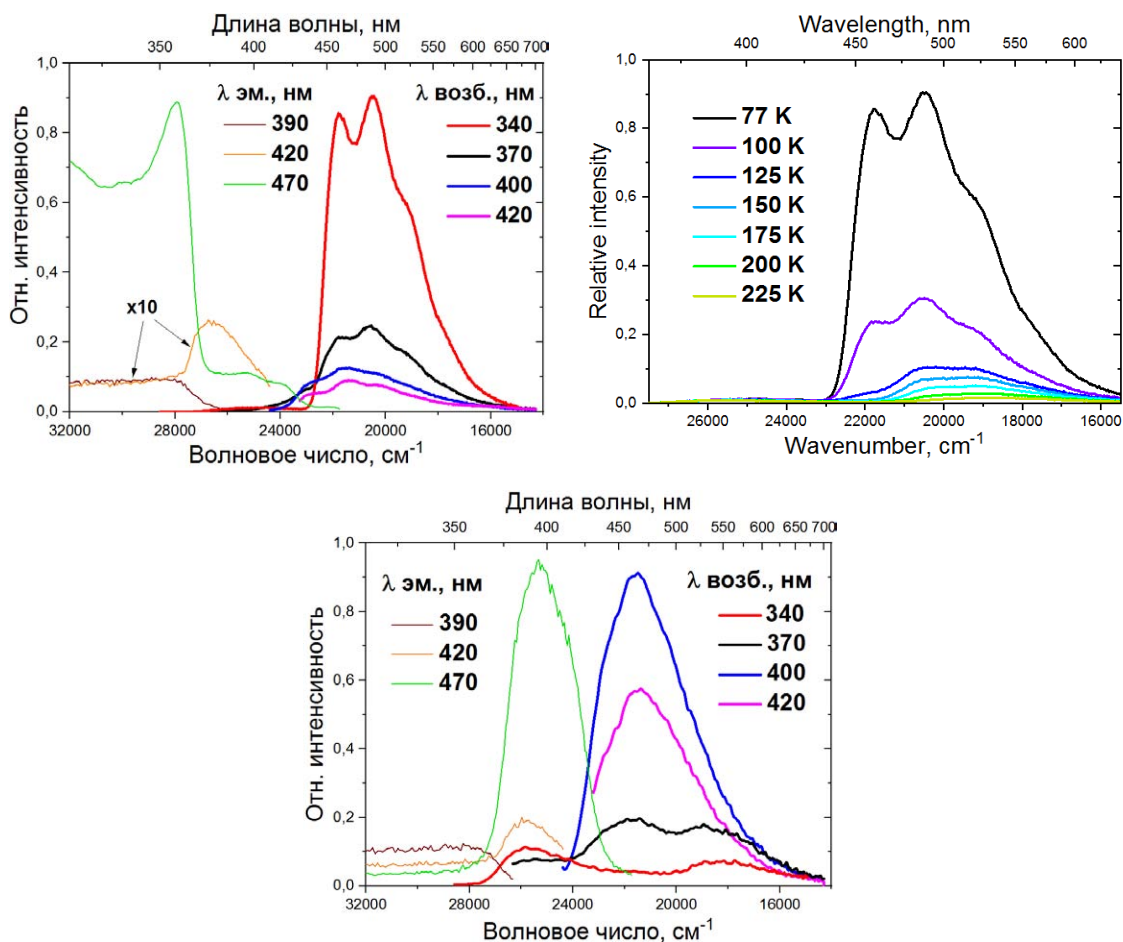 Длина волны, нм
350 400 450 500 550 600 650 700
Отн. интенсивность
1,0
0,8
0,6
0,4
0,2
0,0
λ эм., нм
390
420
470
λ возб., нм
340
370
400
420
x10
32000 28000 24000 20000 16000
Волновое число, см-1
Wavelength, nm
400 450 500 550 600
Relative intensity
1,0
0,8
0,6
0,4
0,2
0,0
77 K
100 K
125 K
150 K
175 K
200 K
225 K
26000 24000 22000 20000 18000 16000
Wavenumber, cm-1
Длина волны, нм
350 400 450 500 550 600 650 700
Отн. интенсивность
1,0
0,8
0,6
0,4
0,2
0,0
λ эм., нм
390
420
470
λ возб., нм
340
370
400
420
32000 28000 24000 20000 16000
Волновое число, см-1